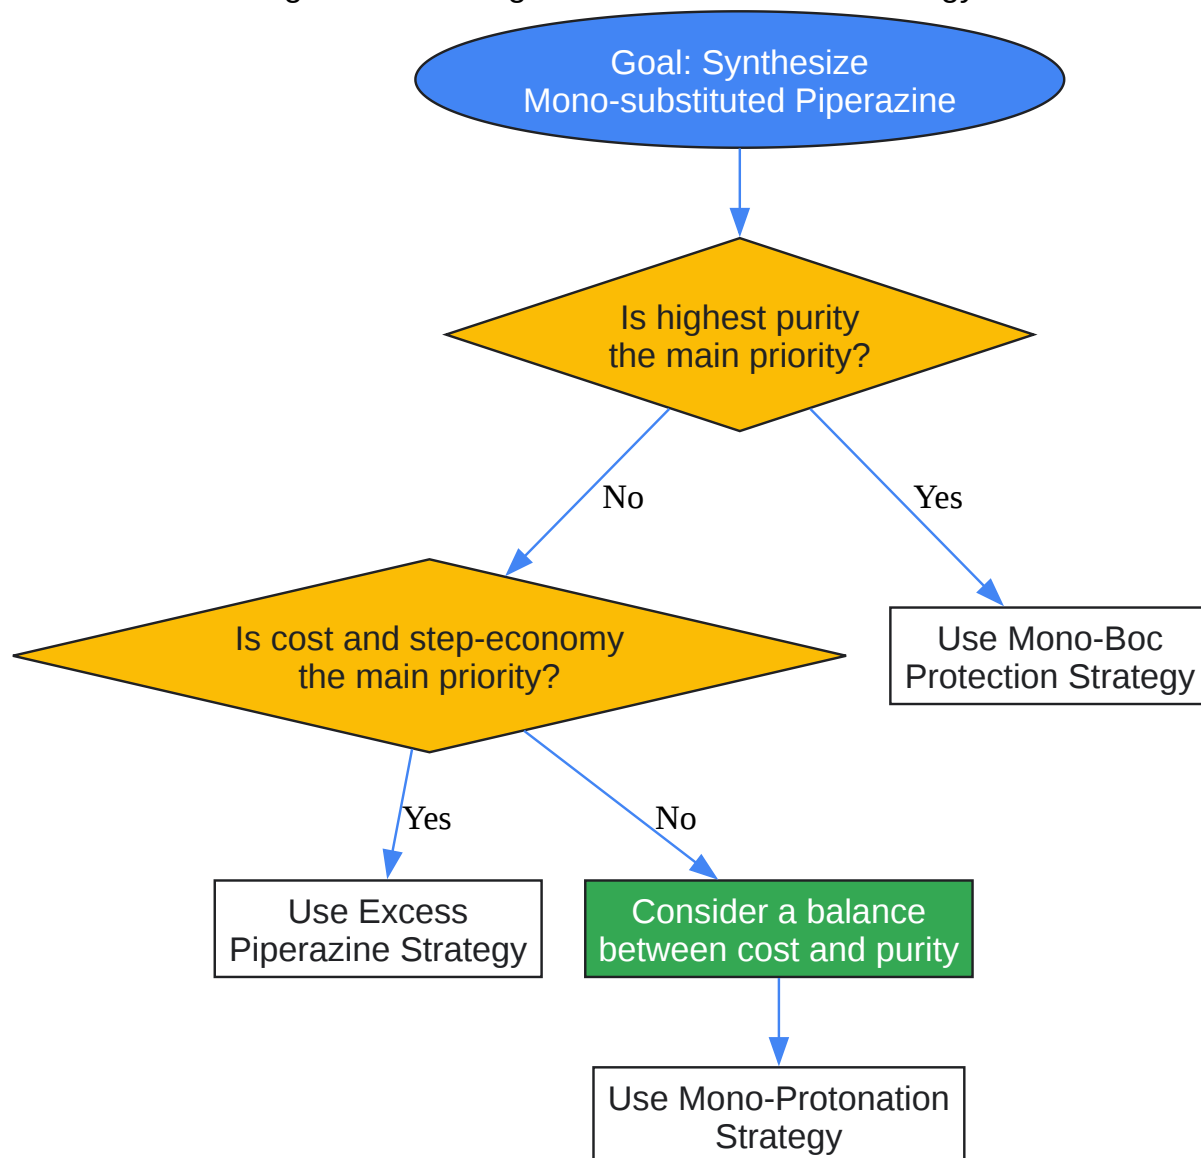 Goal: Synthesize
Mono-substituted Piperazine
Is highest purity
the main priority?
No
Yes
Is cost and step-economy
the main priority?
Use Mono-Boc
Protection Strategy
Yes
No
Use Excess
Piperazine Strategy
Consider a balance
between cost and purity
Use Mono-Protonation
Strategy